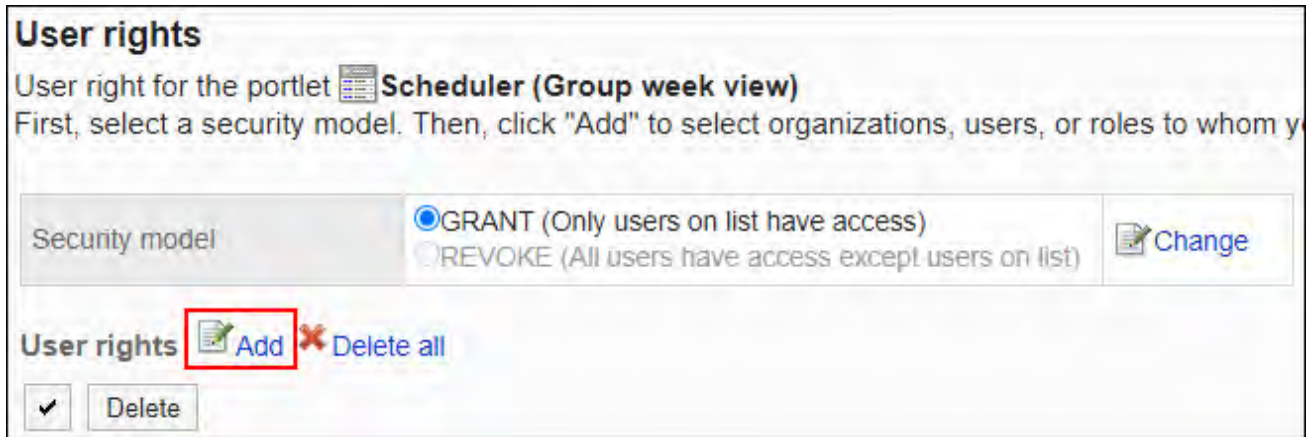 User rights
User right for the portlet Scheduler (Group week view)
First, select a security model. Then, click "Add" to select organizations, users, or roles to whom
Security model
GRANT (Only users on list have access)
REVOKE (All users have access except users on list)
Change
User rights Add Delete all
Delete